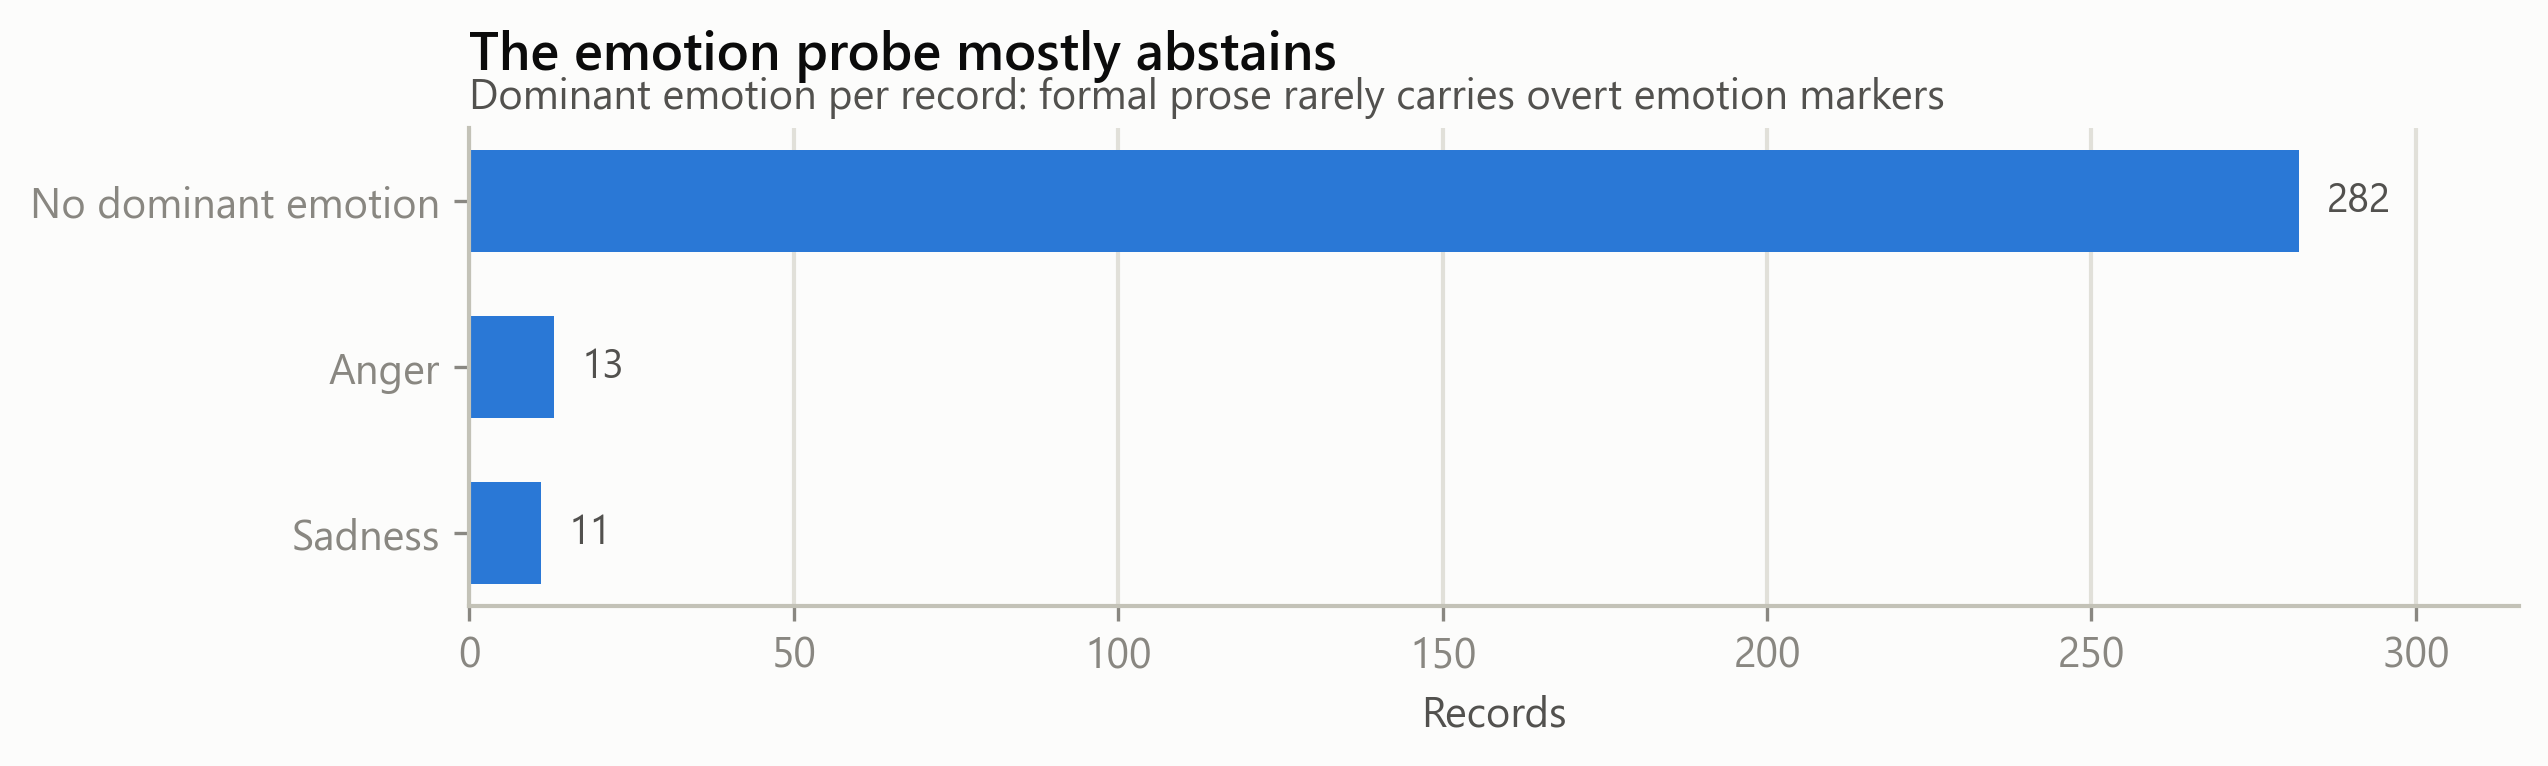 The emotion probe mostly abstains
Dominant emotion per record: formal prose rarely carries overt emotion markers
No dominant emotion 282
Anger 13
Sadness 11
0 50 100 150 200 250 300
Records